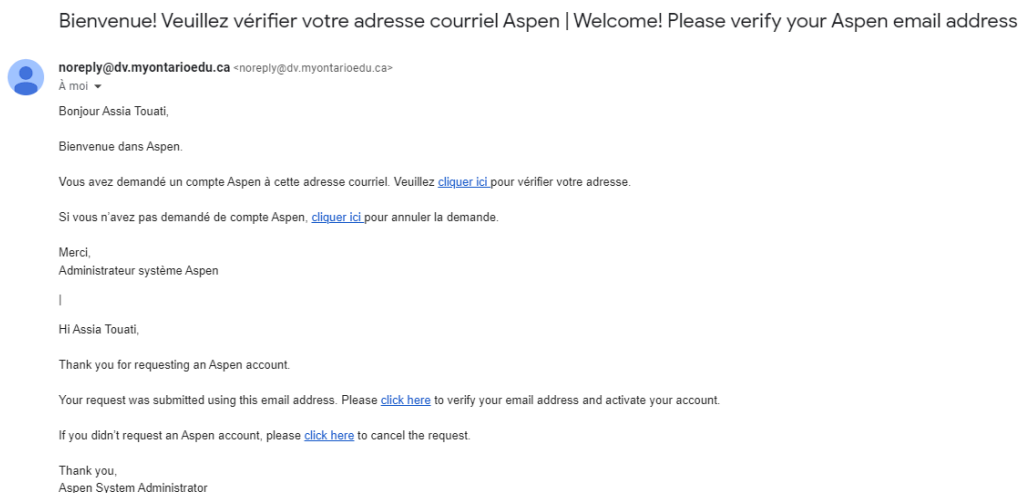 Bienvenue! Veuillez vérifier votre adresse courriel Aspen | Welcome! Please verify your Aspen email address
noreply@dv.myontarioedu.ca <noreply@dv.myontarioedu.ca>
À moi
Bonjour Assia Touati,
Bienvenue dans Aspen.
Vous avez demandé un compte Aspen à cette adresse courriel. Veuillez cliquer ici pour vérifier votre adresse.
Si vous n'avez pas demandé de compte Aspen, cliquer ici pour annuler la demande.
Merci,
Administrateur système Aspen
|
Hi Assia Touati,
Thank you for requesting an Aspen account.
Your request was submitted using this email address. Please click here to verify your email address and activate your account.
If you didn't request an Aspen account, please click here to cancel the request.
Thank you,
Aspen System Administrator